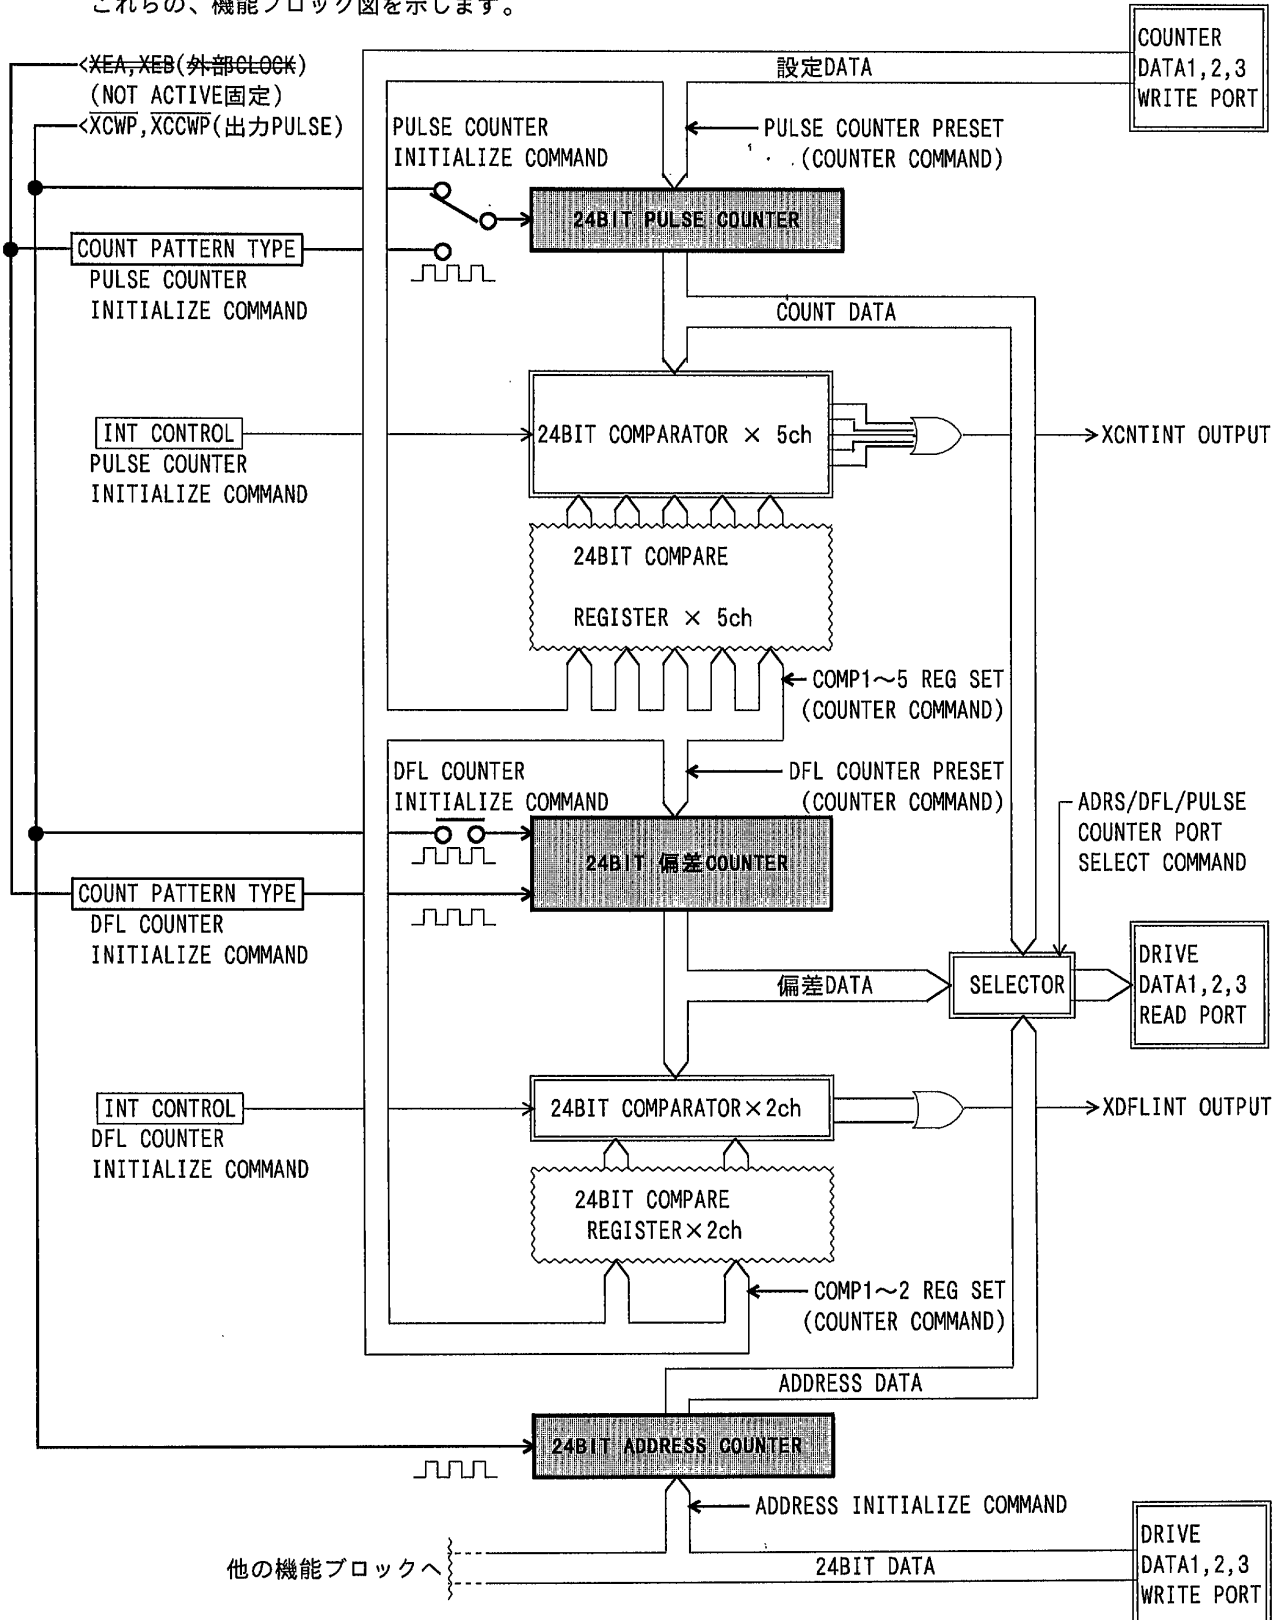 これらの、機能ブロック図を示します。
COUNTER
DATA1,2,3
WRITE PORT
XEA,XEB(外部CLOCK)
(NOT ACTIVE固定)
XCWP,XCCWP(出力PULSE)
設定DATA
PULSE COUNTER
INITIALIZE COMMAND
PULSE COUNTER PRESET
(COUNTER COMMAND)
24BIT PULSE COUNTER
COUNT PATTERN TYPE
PULSE COUNTER
INITIALIZE COMMAND
COUNT DATA
INT CONTROL
PULSE COUNTER
INITIALIZE COMMAND
24BIT COMPARATOR × 5ch
XCNTINT OUTPUT
24BIT COMPARE
REGISTER × 5ch
COMP1～5 REG SET
(COUNTER COMMAND)
DFL COUNTER
INITIALIZE COMMAND
DFL COUNTER PRESET
(COUNTER COMMAND)
ADRS/DFL/PULSE
COUNTER PORT
SELECT COMMAND
24BIT 偏差COUNTER
COUNT PATTERN TYPE
DFL COUNTER
INITIALIZE COMMAND
偏差DATA
SELECTOR
DRIVE
DATA1,2,3
READ PORT
INT CONTROL
DFL COUNTER
INITIALIZE COMMAND
24BIT COMPARATOR×2ch
XDFLINT OUTPUT
24BIT COMPARE
REGISTER×2ch
COMP1～2 REG SET
(COUNTER COMMAND)
ADDRESS DATA
24BIT ADDRESS COUNTER
ADDRESS INITIALIZE COMMAND
他の機能ブロックへ
24BIT DATA
DRIVE
DATA1,2,3
WRITE PORT